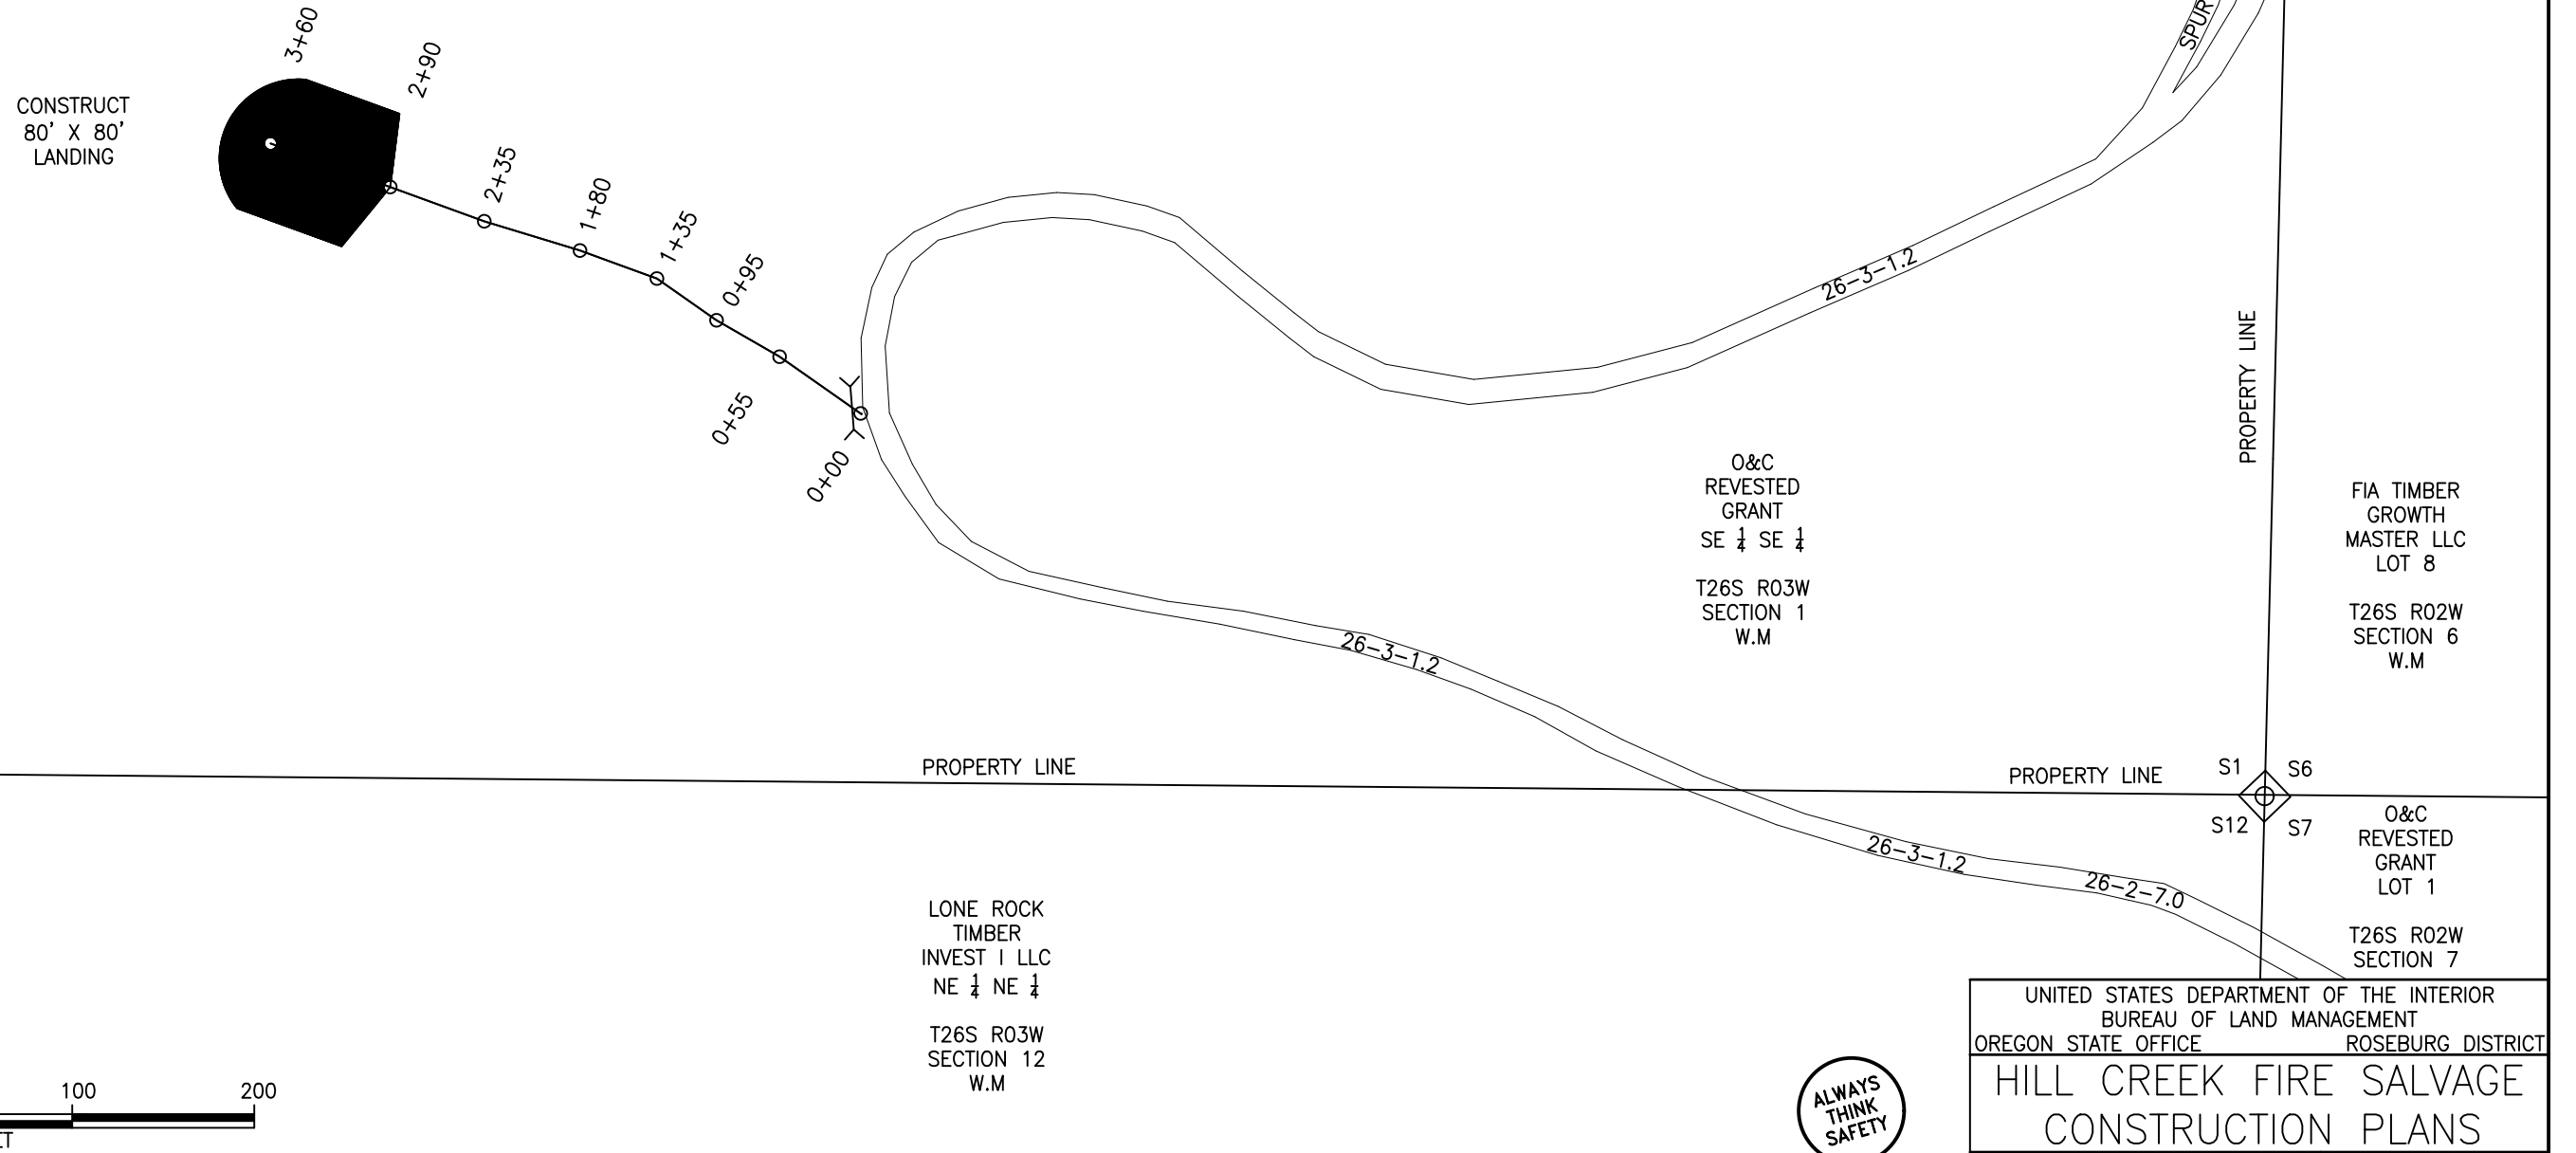 SPUR
3+60
2+90
CONSTRUCT
80' X 80'
LANDING
2+35
1+80
1+35
0+95
0+55
0+00
26-3-1.2
PROPERTY LINE
O&C
REVESTED
GRANT
SE 1/4 SE 1/4
T26S R03W
SECTION 1
W.M
FIA TIMBER
GROWTH
MASTER LLC
LOT 8
T26S R02W
SECTION 6
W.M
26-3-1.2
PROPERTY LINE
PROPERTY LINE
S1
S6
S12
S7
O&C
REVESTED
GRANT
LOT 1
T26S R02W
SECTION 7
26-3-1.2
26-2-7.0
LONE ROCK
TIMBER
INVEST I LLC
NE 1/4 NE 1/4
T26S R03W
SECTION 12
W.M
100
200
ALWAYS
THINK
SAFETY
UNITED STATES DEPARTMENT OF THE INTERIOR
BUREAU OF LAND MANAGEMENT
OREGON STATE OFFICE ROSEBURG DISTRICT
HILL CREEK FIRE SALVAGE
CONSTRUCTION PLANS